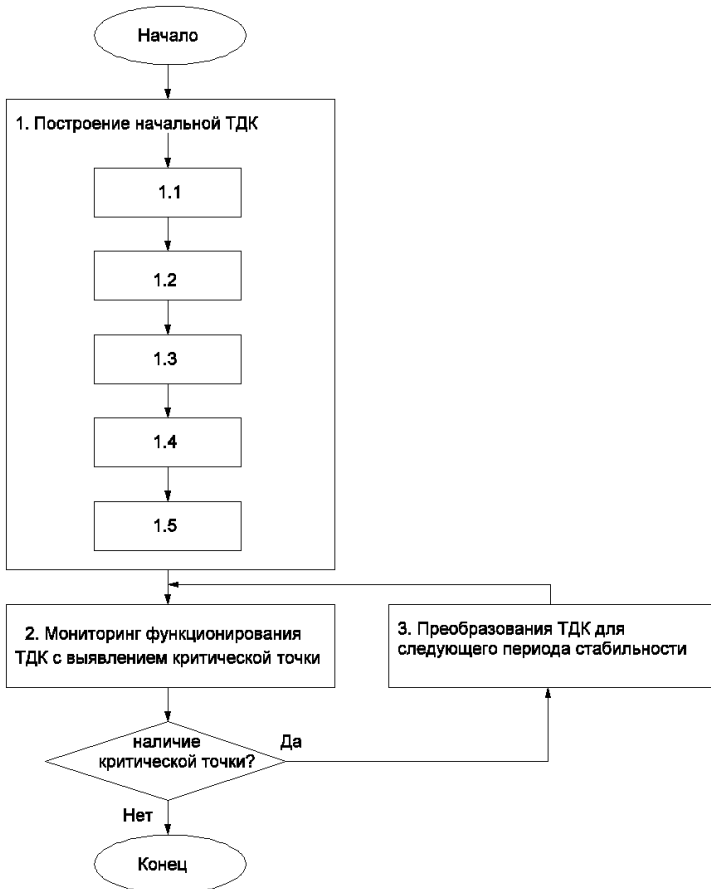 Начало
1. Построение начальной ТДК
1.1
1.2
1.3
1.4
1.5
2. Мониторинг функционирования
ТДК с выявлением критической точки
3. Преобразования ТДК для
следующего периода стабильности
наличие
критической точки?
Да
Нет
Конец